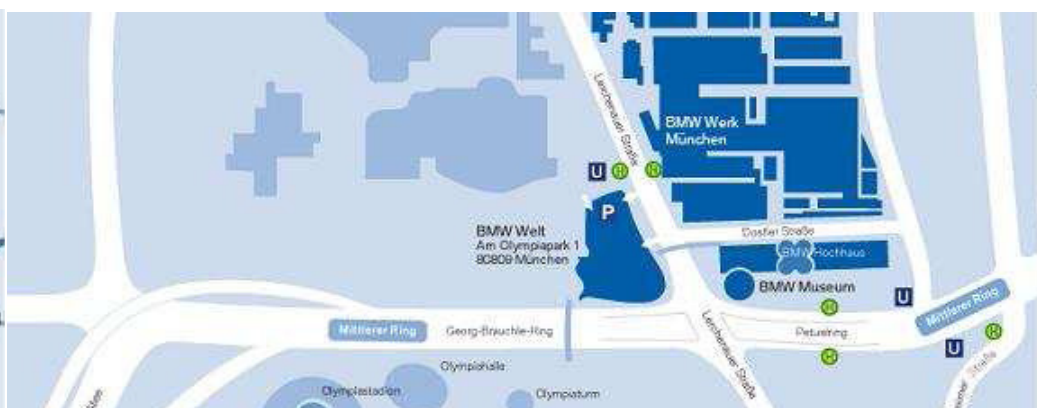 Lerchenauer Straße
BMW Werk
München
U
H
H
P
BMW Welt
Am Olympiapark 1
80809 München
Dostler Straße
BMW Hochhaus
BMW Museum
H
U
Mittlerer Ring
Mittlerer Ring
Georg-Brauchle-Ring
Petuelring
H
H
U
Lerchenauer Straße
Olympiahalle
Olympiastadion
Olympiaturm
Straße